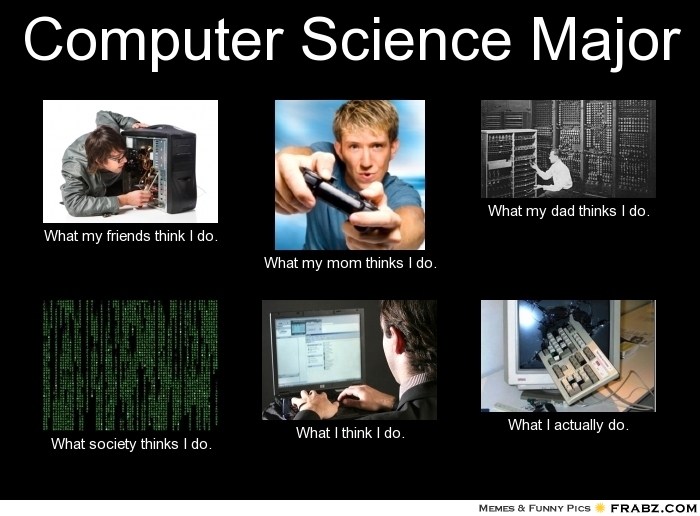 Computer Science Major
What my friends think I do.
What my mom thinks I do.
What my dad thinks I do.
What society thinks I do.
What I think I do.
What I actually do.
MEMES & FUNNY PICS FRABZ.COM